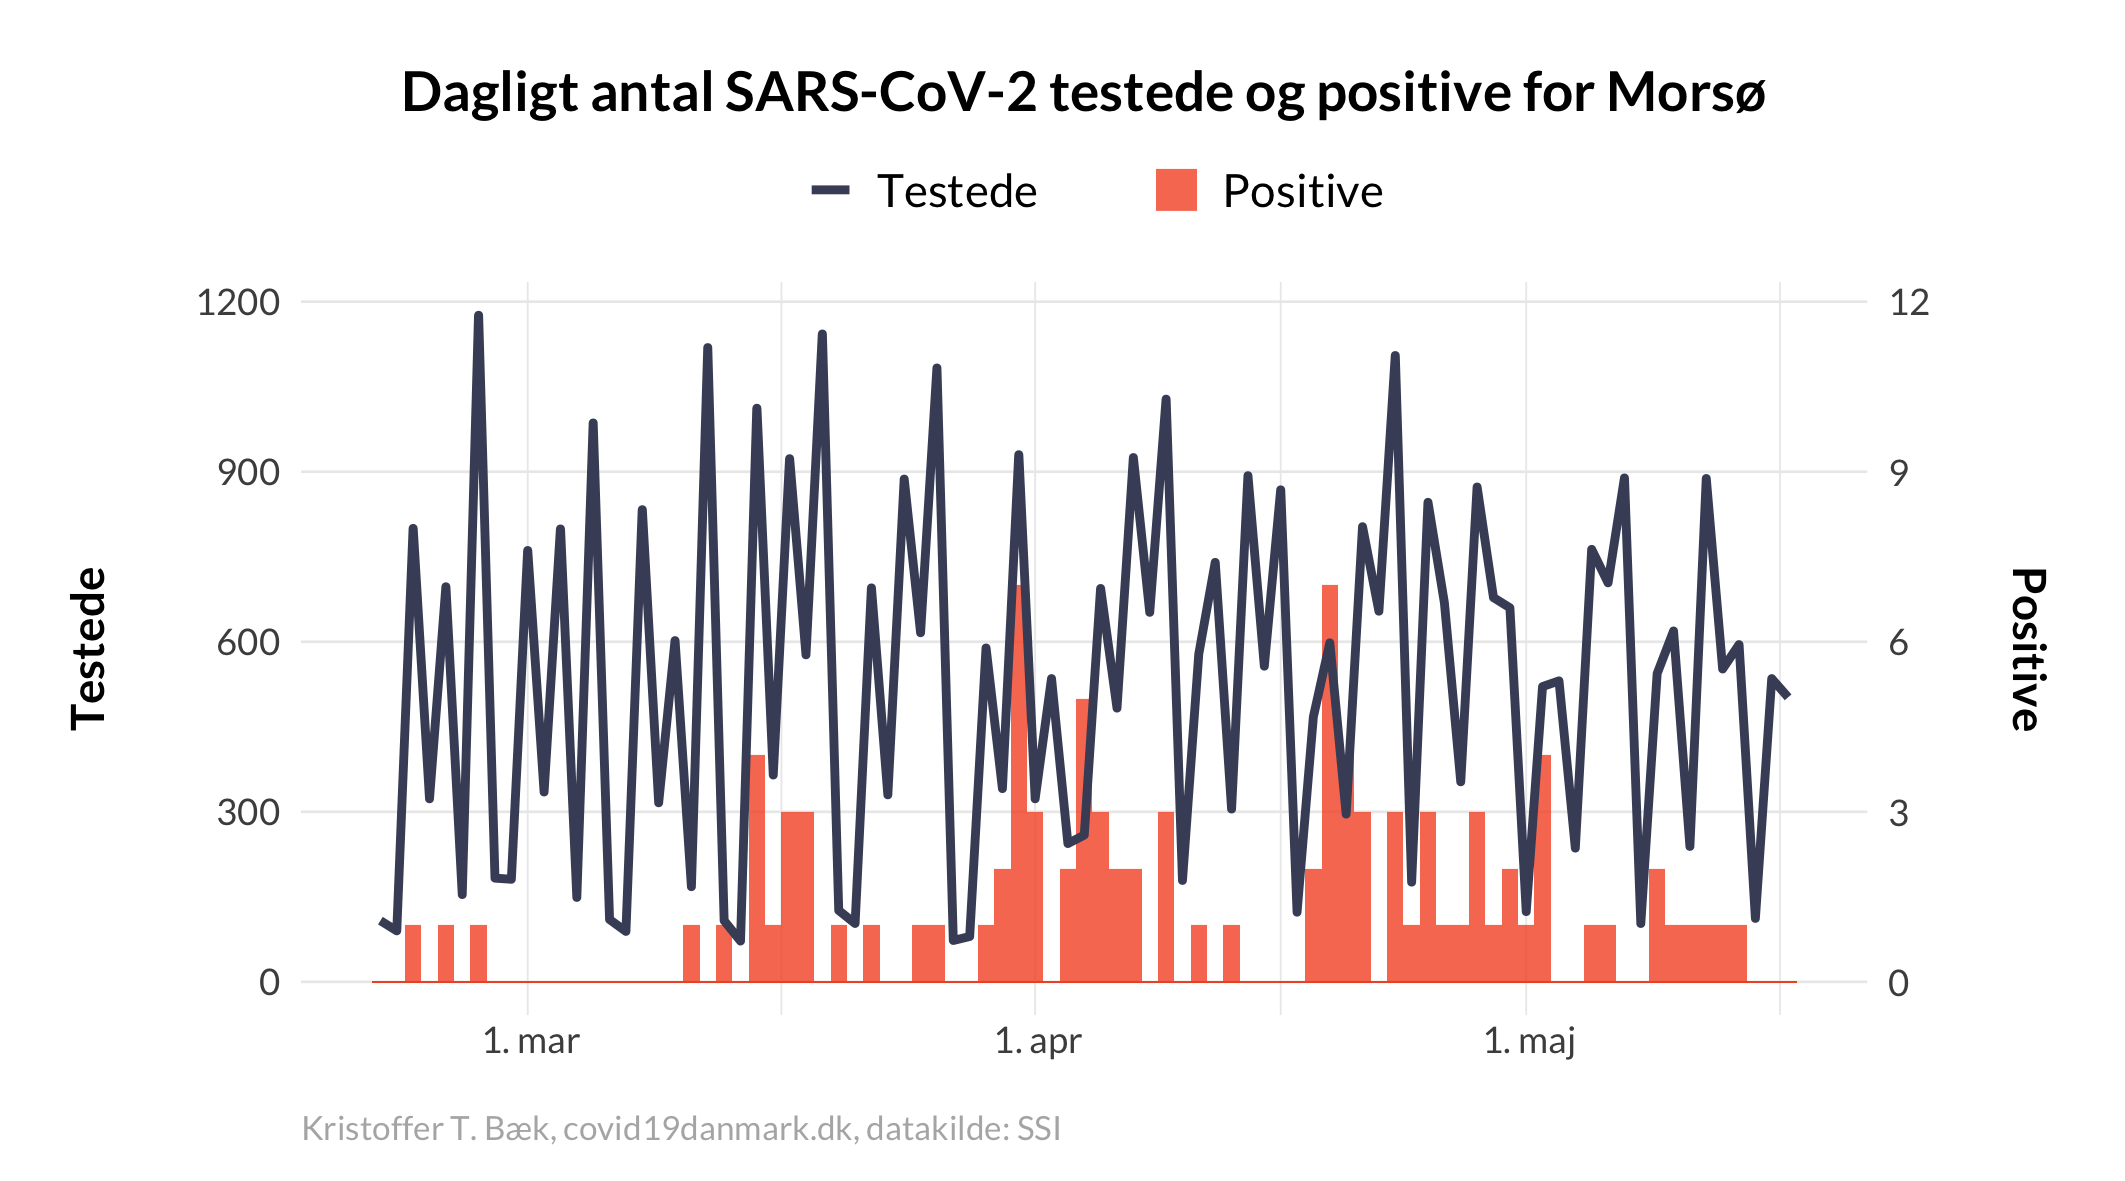 Dagligt antal SARS-CoV-2 testede og positive for Morsø
Testede
Positive
1200
900
600
300
0
12
9
6
3
0
Testede
Positive
1. mar
1. apr
1. maj
Kristoffer T. Bæk, covid19danmark.dk, datakilde: SSI